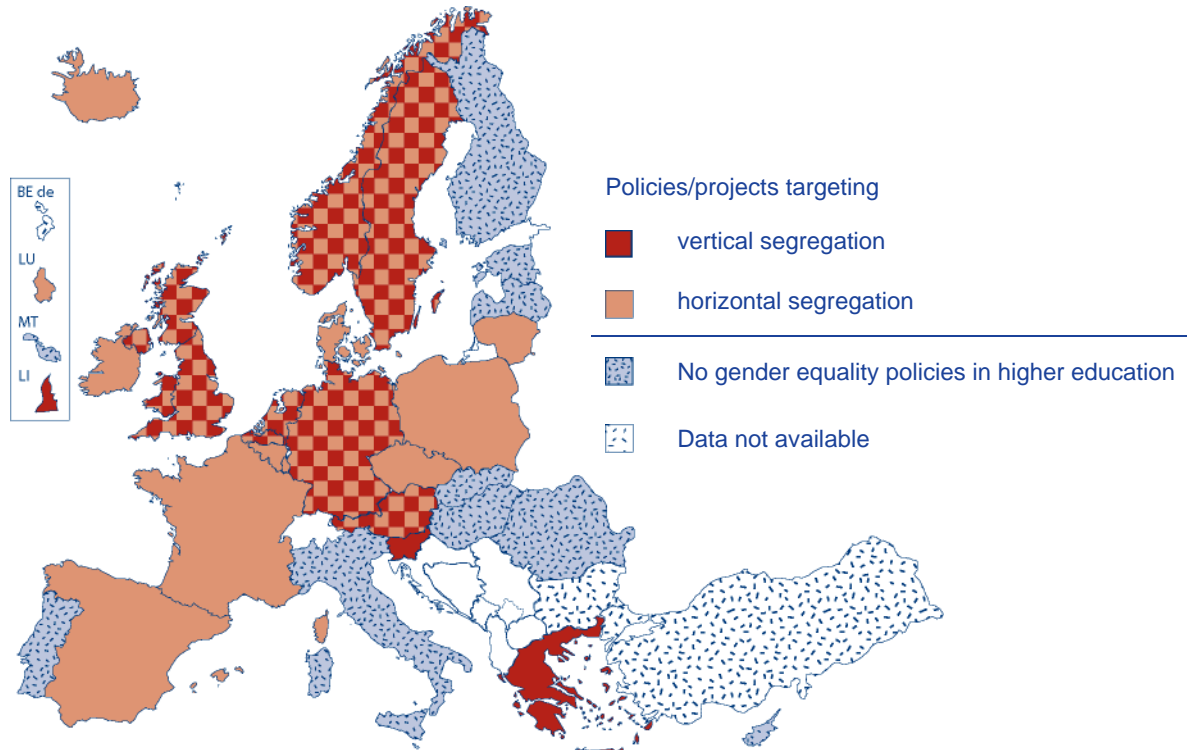 BE de
LU
MT
LI
Policies/projects targeting
vertical segregation
horizontal segregation
No gender equality policies in higher education
Data not available